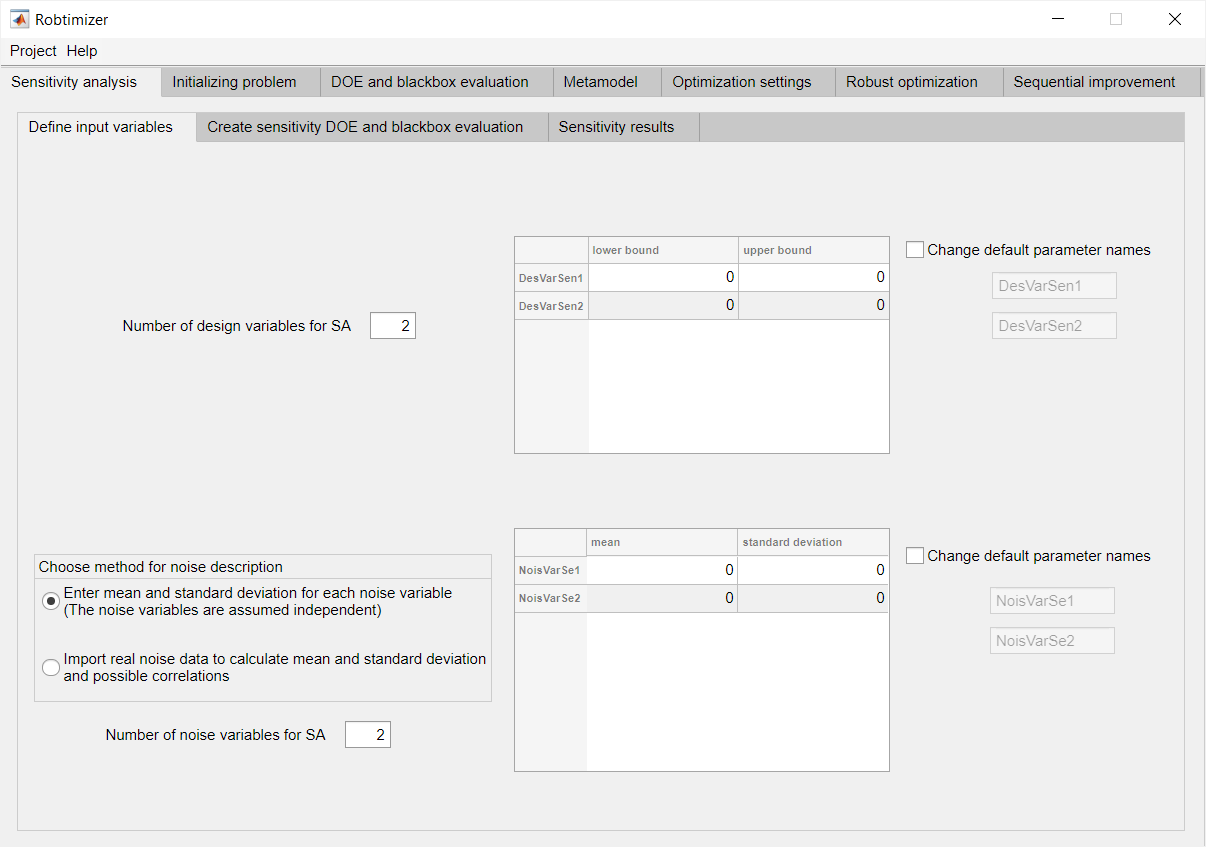 Robtimizer
Project Help
Sensitivity analysis Initializing problem DOE and blackbox evaluation Metamodel Optimization settings Robust optimization Sequential improvement
Define input variables Create sensitivity DOE and blackbox evaluation Sensitivity results
lower bound upper bound
DesVarSen1 0 0
DesVarSen2 0 0
Change default parameter names
DesVarSen1
DesVarSen2
Number of design variables for SA 2
mean standard deviation
NoisVarSe1 0 0
NoisVarSe2 0 0
Change default parameter names
NoisVarSe1
NoisVarSe2
Choose method for noise description
Enter mean and standard deviation for each noise variable
(The noise variables are assumed independent)
Import real noise data to calculate mean and standard deviation
and possible correlations
Number of noise variables for SA 2